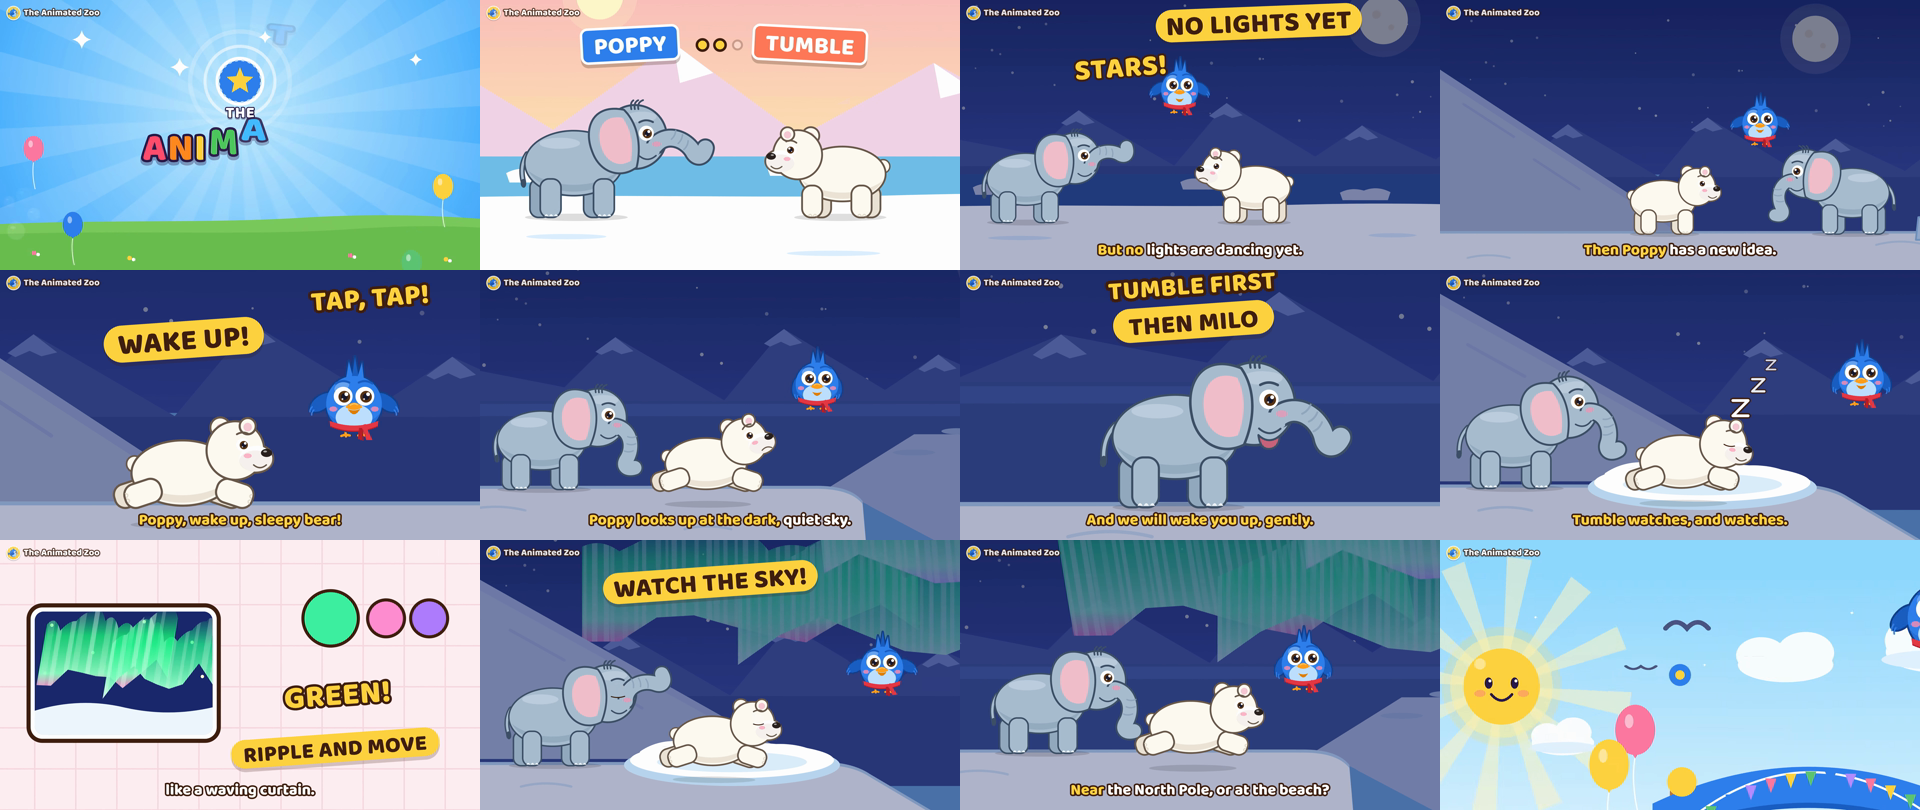 The Animated Zoo
T
THE
ANIMA
The Animated Zoo
POPPY
TUMBLE
The Animated Zoo
NO LIGHTS YET
STARS!
But no lights are dancing yet.
The Animated Zoo
Then Poppy has a new idea.
The Animated Zoo
TAP, TAP!
WAKE UP!
Poppy, wake up, sleepy bear!
The Animated Zoo
Poppy looks up at the dark, quiet sky.
The Animated Zoo
TUMBLE FIRST
THEN MILO
And we will wake you up, gently.
The Animated Zoo
Z
Z
Z
Tumble watches, and watches.
The Animated Zoo
GREEN!
RIPPLE AND MOVE
like a waving curtain.
The Animated Zoo
WATCH THE SKY!
The Animated Zoo
Near the North Pole, or at the beach?
The Animated Zoo